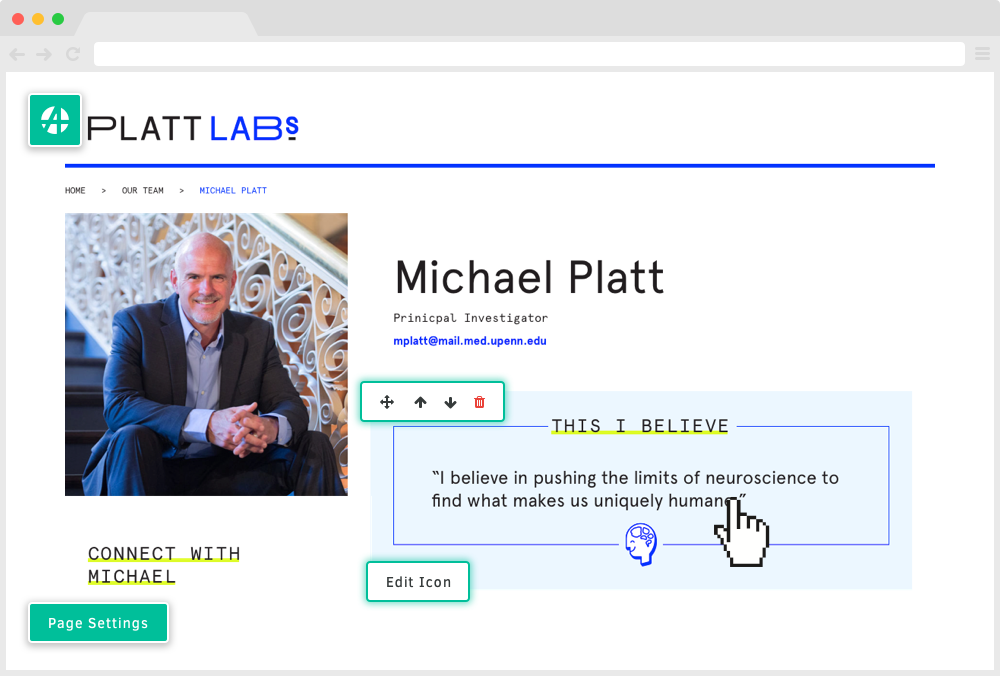 PLATT LABS
HOME > OUR TEAM > MICHAEL PLATT
Michael Platt
Prinicpal Investigator
mplatt@mail.med.upenn.edu
THIS I BELIEVE
“I believe in pushing the limits of neuroscience to
find what makes us uniquely human.”
Edit Icon
CONNECT WITH
MICHAEL
Page Settings